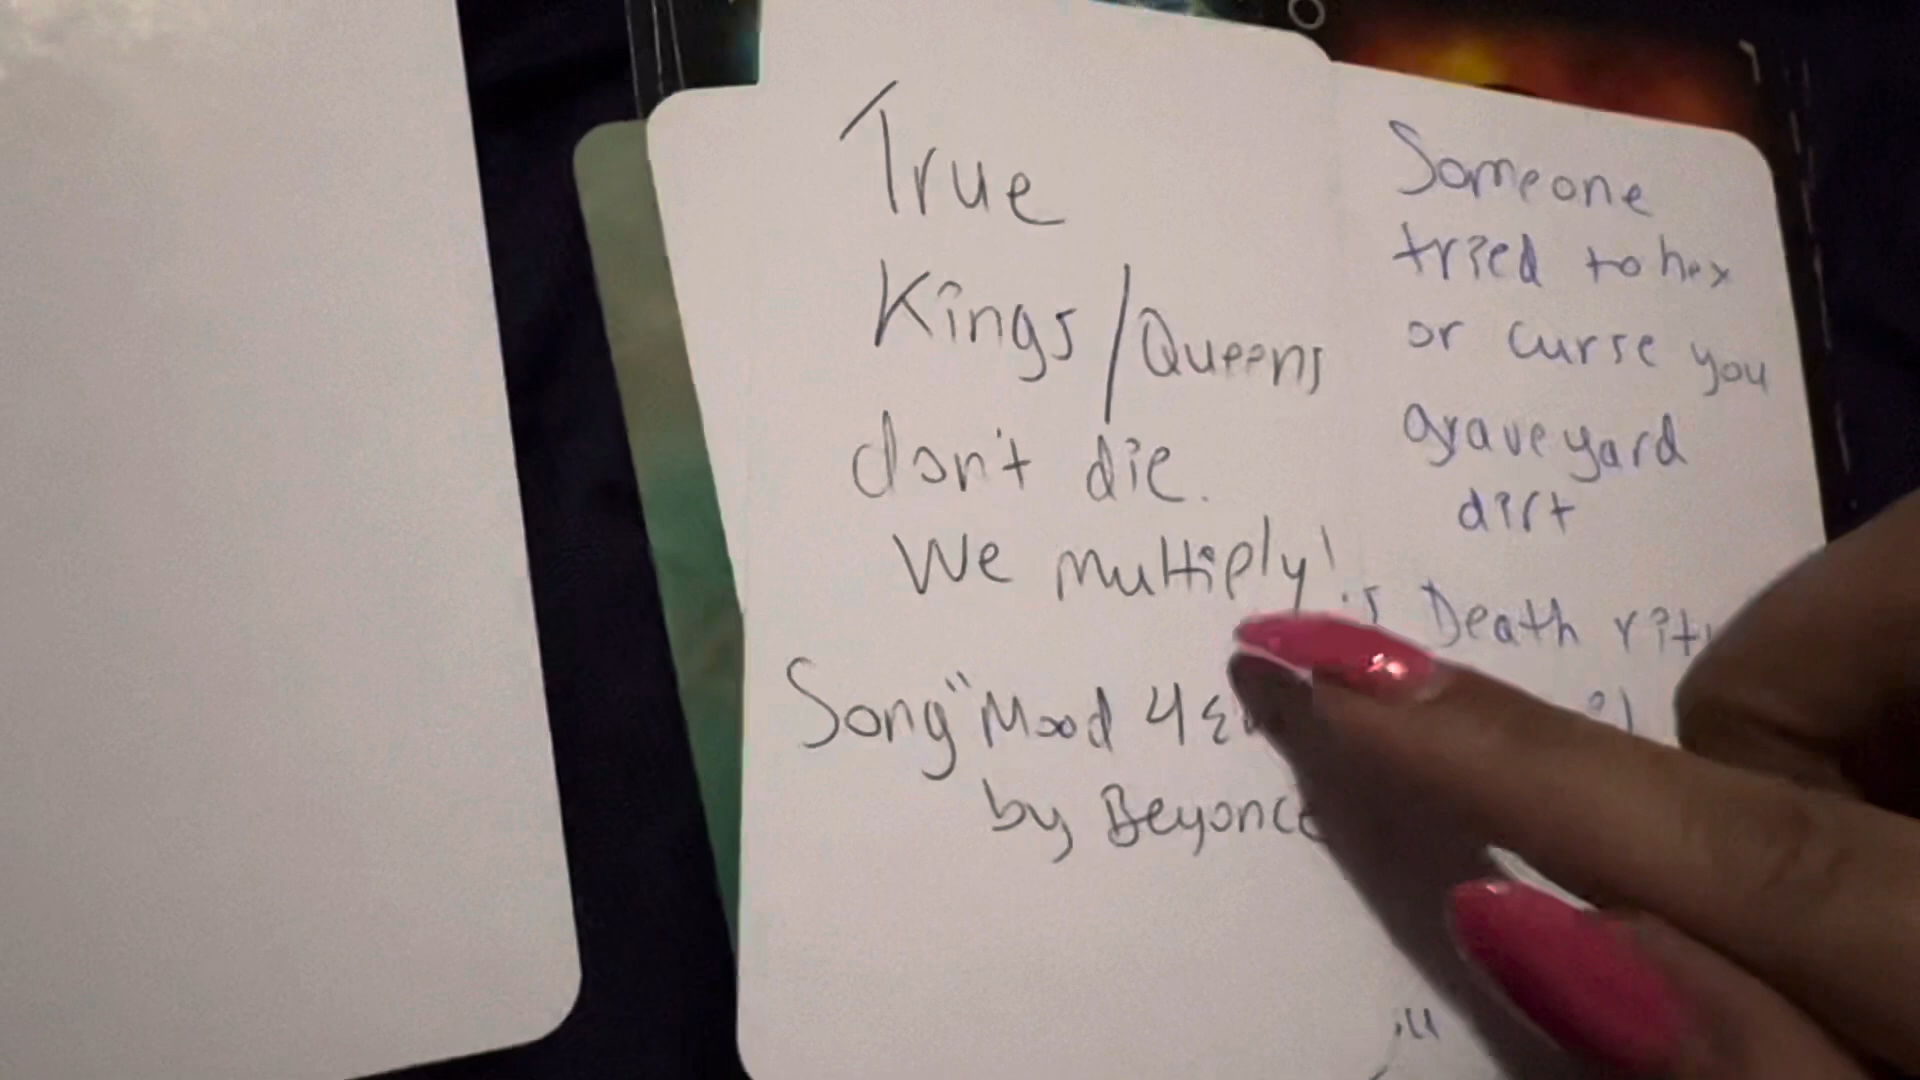 True
Kings/Queens
don't die.
We multiply!
Song "Mood 4
by Beyonce
Someone
tried to hex
or curse you
graveyard
dirt
Death